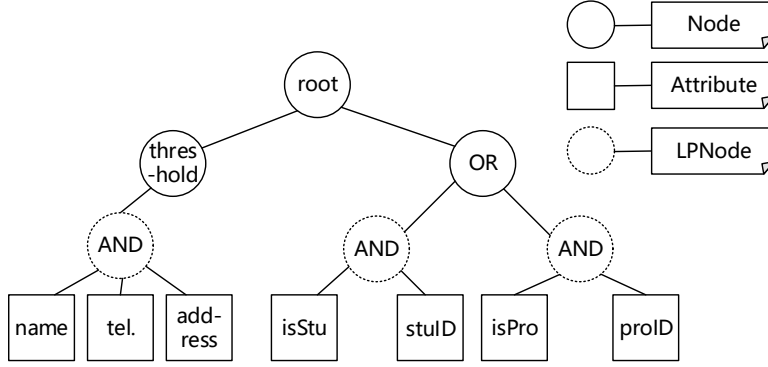 Node
root
Attribute
thres
-hold
OR
LPNode
AND
AND
AND
name
tel.
add-
ress
isStu
stuID
isPro
proID